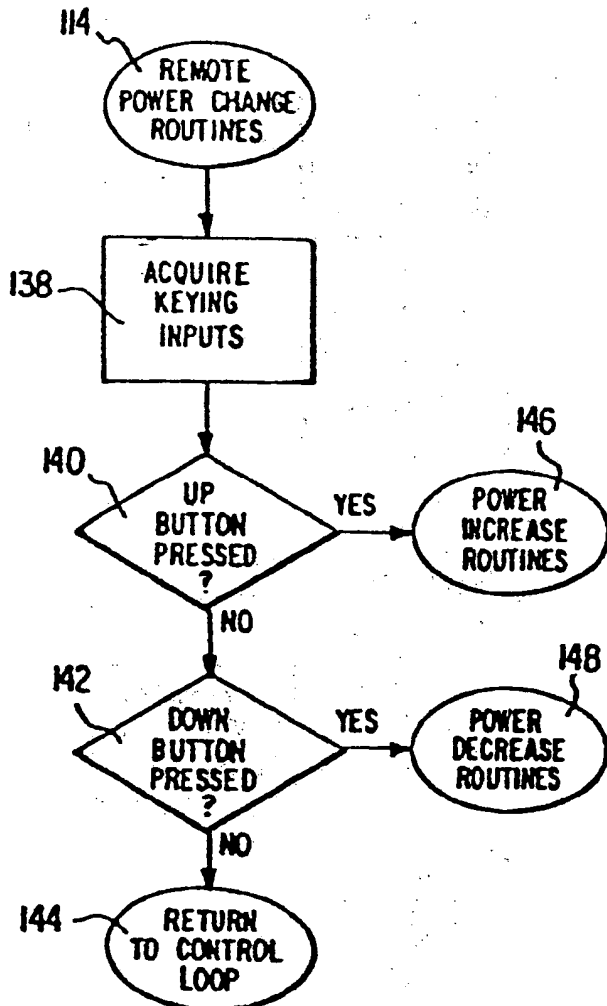 114
REMOTE
POWER CHANGE
ROUTINES
138
ACQUIRE
KEYING
INPUTS
140
UP
BUTTON
PRESSED
?
YES
146
POWER
INCREASE
ROUTINES
NO
142
DOWN
BUTTON
PRESSED
?
YES
148
POWER
DECREASE
ROUTINES
NO
144
RETURN
TO CONTROL
LOOP